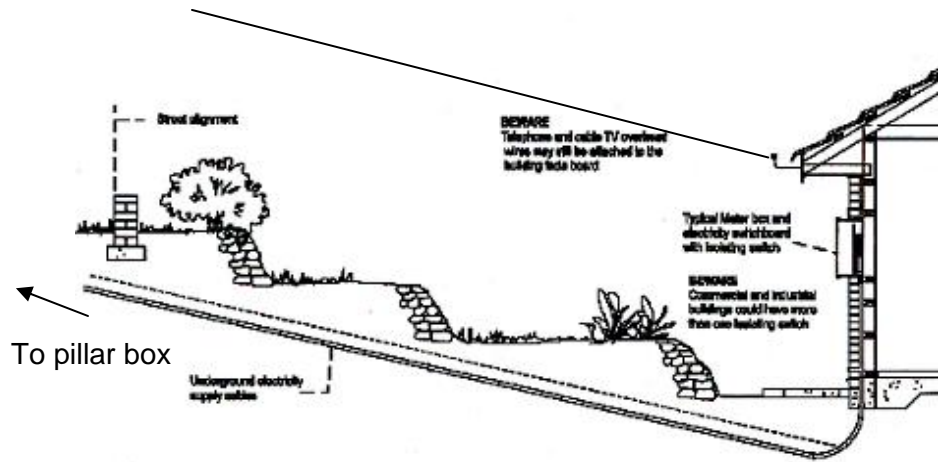 Street alignment
BEWARE
Telephone and cable TV overhead
wires may still be attached to the
building facia board
Typical Meter box and
electricity switchboard
with isolating switch
BEWARE
Commercial and industrial
buildings could have more
than one isolating switch
To pillar box
Underground electricity
supply cables